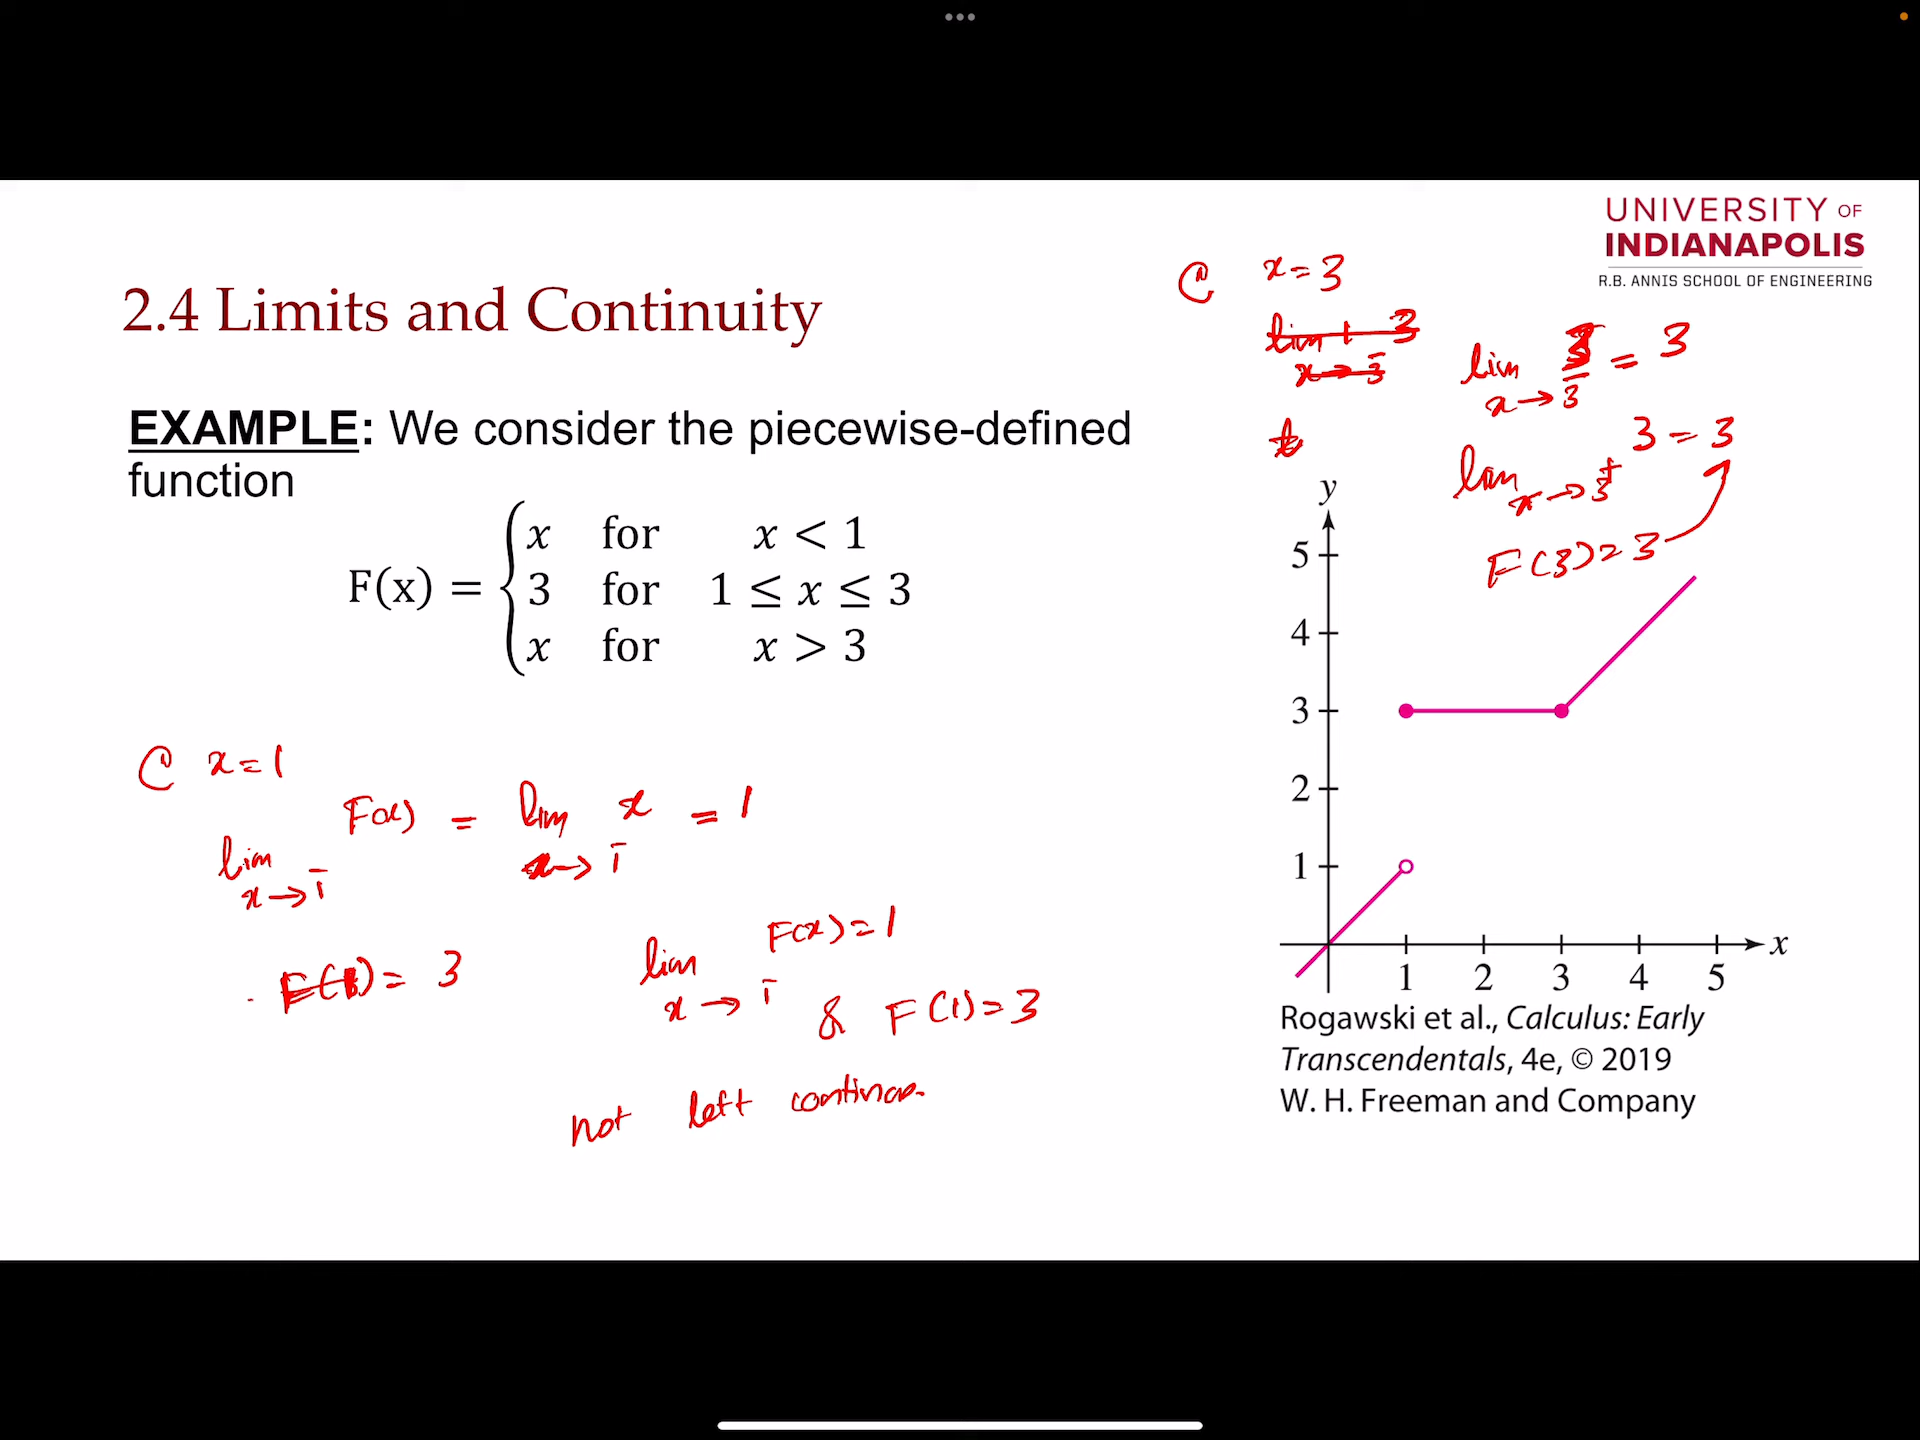 UNIVERSITY OF
INDIANAPOLIS
R.B. ANNIS SCHOOL OF ENGINEERING
2.4 Limits and Continuity
EXAMPLE: We consider the piecewise-defined
function
F(x) = { x for x < 1
3 for 1 ≤ x ≤ 3
x for x > 3
@ x = 1
lim x→1⁻ F(x) = lim x→1⁻ x = 1
F(1) = 3
lim x→1⁻ F(x) = 1
& F(1) = 3
not left
@ x = 3
lim x→3⁻ 3 = 3
x→3⁺ 3 = 3
F(3) = 3
y
5
4
3
2
1
x
1 2 3 4 5
Rogawski et al., Calculus: Early
Transcendentals, 4e, © 2019
W. H. Freeman and Company